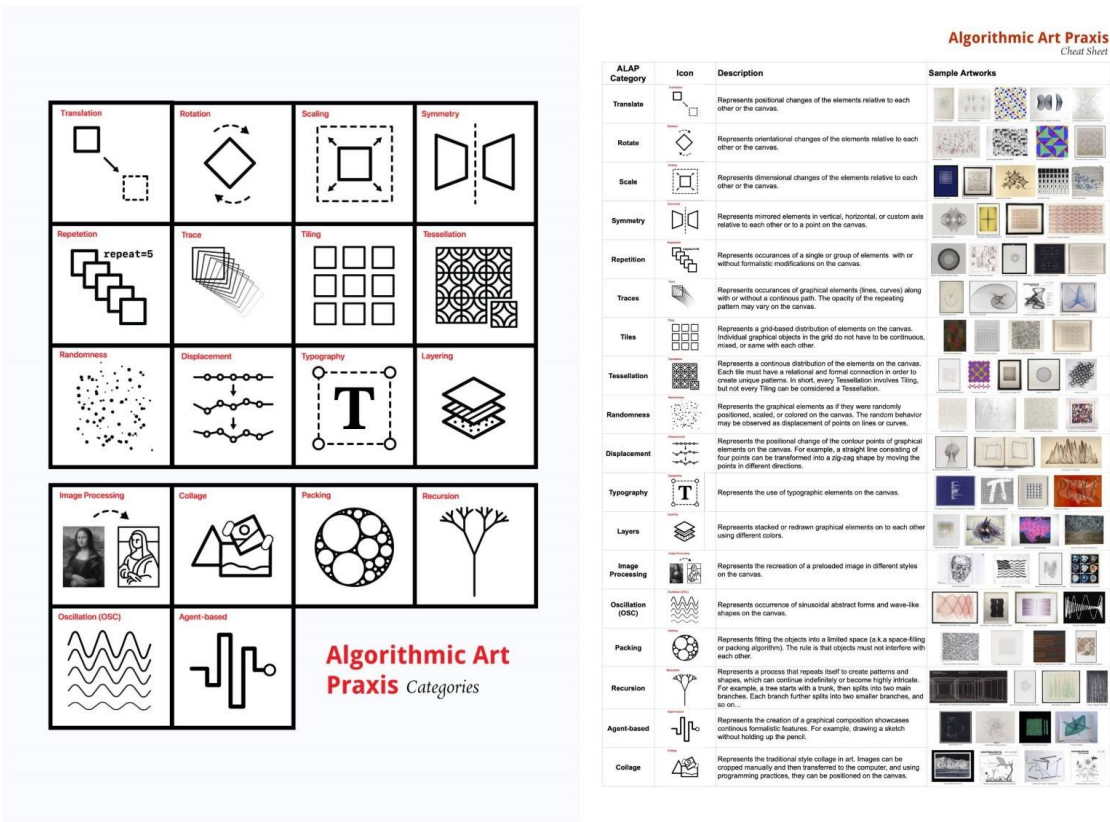 Translation
Rotation
Scaling
Symmetry
Repetetion
repeat=5
Trace
Tiling
Tessellation
Randomness
Displacement
Typography
T
Layering
Image Processing
Collage
Packing
Recursion
Oscillation (OSC)
Agent-based
Algorithmic Art
Praxis Categories
Algorithmic Art Praxis
Cheat Sheet
ALAP
Category
Icon
Description
Sample Artworks
Translate
Represents positional changes of the elements relative to each
other or the canvas.
Rotate
Represents orientational changes of the elements relative to each
other or the canvas.
Scale
Represents dimensional changes of the elements relative to each
other or the canvas.
Symmetry
Represents mirrored elements in vertical, horizontal, or custom axis
relative to each other or to a point on the canvas.
Repetition
repeat=5
Represents occurances of a single or group of elements with or
without formalistic modifications on the canvas.
Traces
Represents occurances of graphical elements (lines, curves) along
with or without a continous path. The opacity of the repeating
pattern may vary on the canvas.
Tiles
Represents a grid-based distribution of elements on the canvas.
Individual graphical objects in the grid do not have to be continuous,
mixed, or same with each other.
Tessellation
Represents a continous distribution of the elements on the canvas.
Each tile must have a relational and formal connection in order to
create unique patterns. In short, every Tessellation involves Tiling,
but not every Tiling can be considered a Tessellation.
Randomness
Represents the graphical elements as if they were randomly
positioned, scaled, or colored on the canvas. The random behavior
may be observed as displacement of points on lines or curves.
Displacement
Represents the positional change of the contour points of graphical
elements on the canvas. For example, a straight line consisting of
four points can be transformed into a zig-zag shape by moving the
points in different directions.
Typography
T
Represents the use of typographic elements on the canvas.
Layers
Represents stacked or redrawn graphical elements on to each other
using different colors.
Image
Processing
Represents the recreation of a preloaded image in different styles
on the canvas.
Oscillation
(OSC)
Represents occurrence of sinusoidal abstract forms and wave-like
shapes on the canvas.
Packing
Represents fitting the objects into a limited space (a.k.a space-filling
or packing algorithm). The rule is that objects must not interfere with
each other.
Recursion
Represents a process that repeats itself to create patterns and
shapes, which can continue indefinitely or become highly intricate.
For example, a tree starts with a trunk, then splits into two main
branches. Each branch further splits into two smaller branches, and
so on...
Agent-based
Represents the creation of a graphical composition showcases
continous formalistic features. For example, drawing a sketch
without holding up the pencil.
Collage
Represents the traditional style collage in art. Images can be
cropped manually and then transferred to the computer, and using
programming practices, they can be positioned on the canvas.